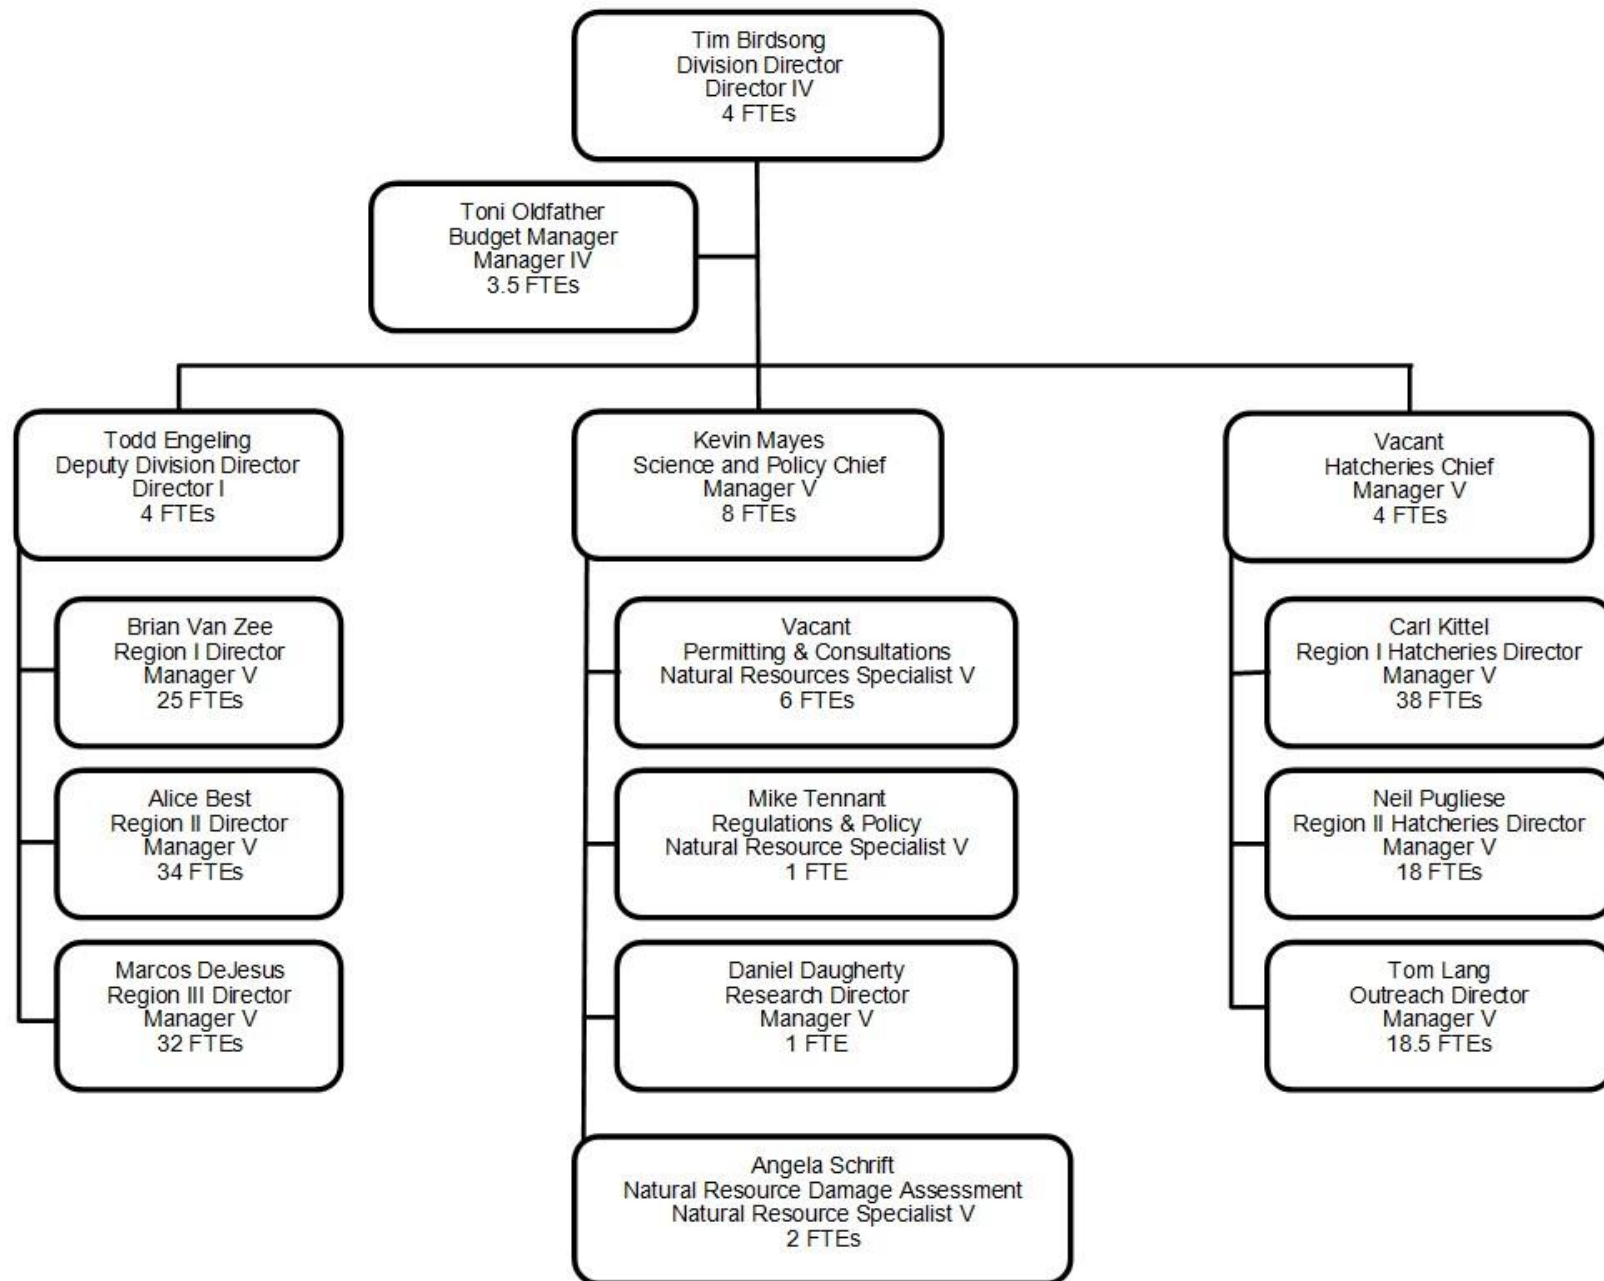 Tim Birdsong
Division Director
Director IV
4 FTEs
Toni Oldfather
Budget Manager
Manager IV
3.5 FTEs
Todd Engeling
Deputy Division Director
Director I
4 FTEs
Brian Van Zee
Region I Director
Manager V
25 FTEs
Alice Best
Region II Director
Manager V
34 FTEs
Marcos DeJesus
Region III Director
Manager V
32 FTEs
Kevin Mayes
Science and Policy Chief
Manager V
8 FTEs
Vacant
Permitting & Consultations
Natural Resources Specialist V
6 FTEs
Mike Tennant
Regulations & Policy
Natural Resource Specialist V
1 FTE
Daniel Daugherty
Research Director
Manager V
1 FTE
Angela Schrift
Natural Resource Damage Assessment
Natural Resource Specialist V
2 FTEs
Vacant
Hatcheries Chief
Manager V
4 FTEs
Carl Kittel
Region I Hatcheries Director
Manager V
38 FTEs
Neil Pugliese
Region II Hatcheries Director
Manager V
18 FTEs
Tom Lang
Outreach Director
Manager V
18.5 FTEs